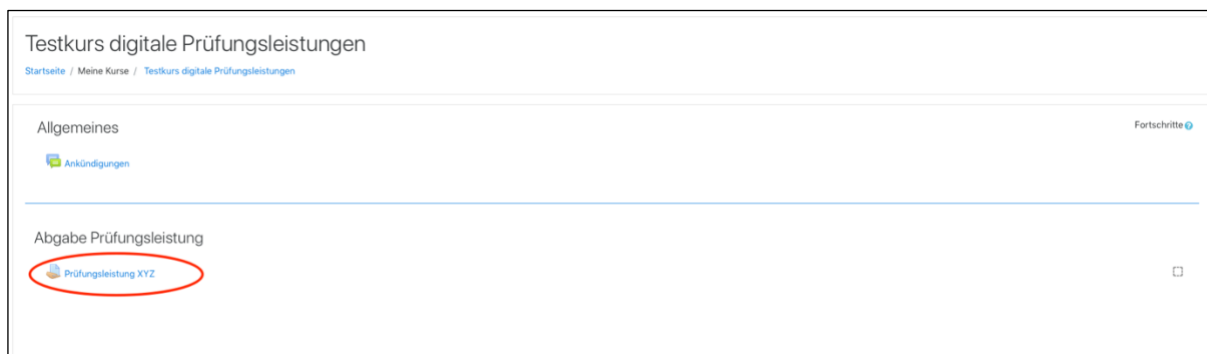 Testkurs digitale Prüfungsleistungen
Startseite / Meine Kurse / Testkurs digitale Prüfungsleistungen
Allgemeines
Fortschritte
Ankündigungen
Abgabe Prüfungsleistung
Prüfungsleistung XYZ